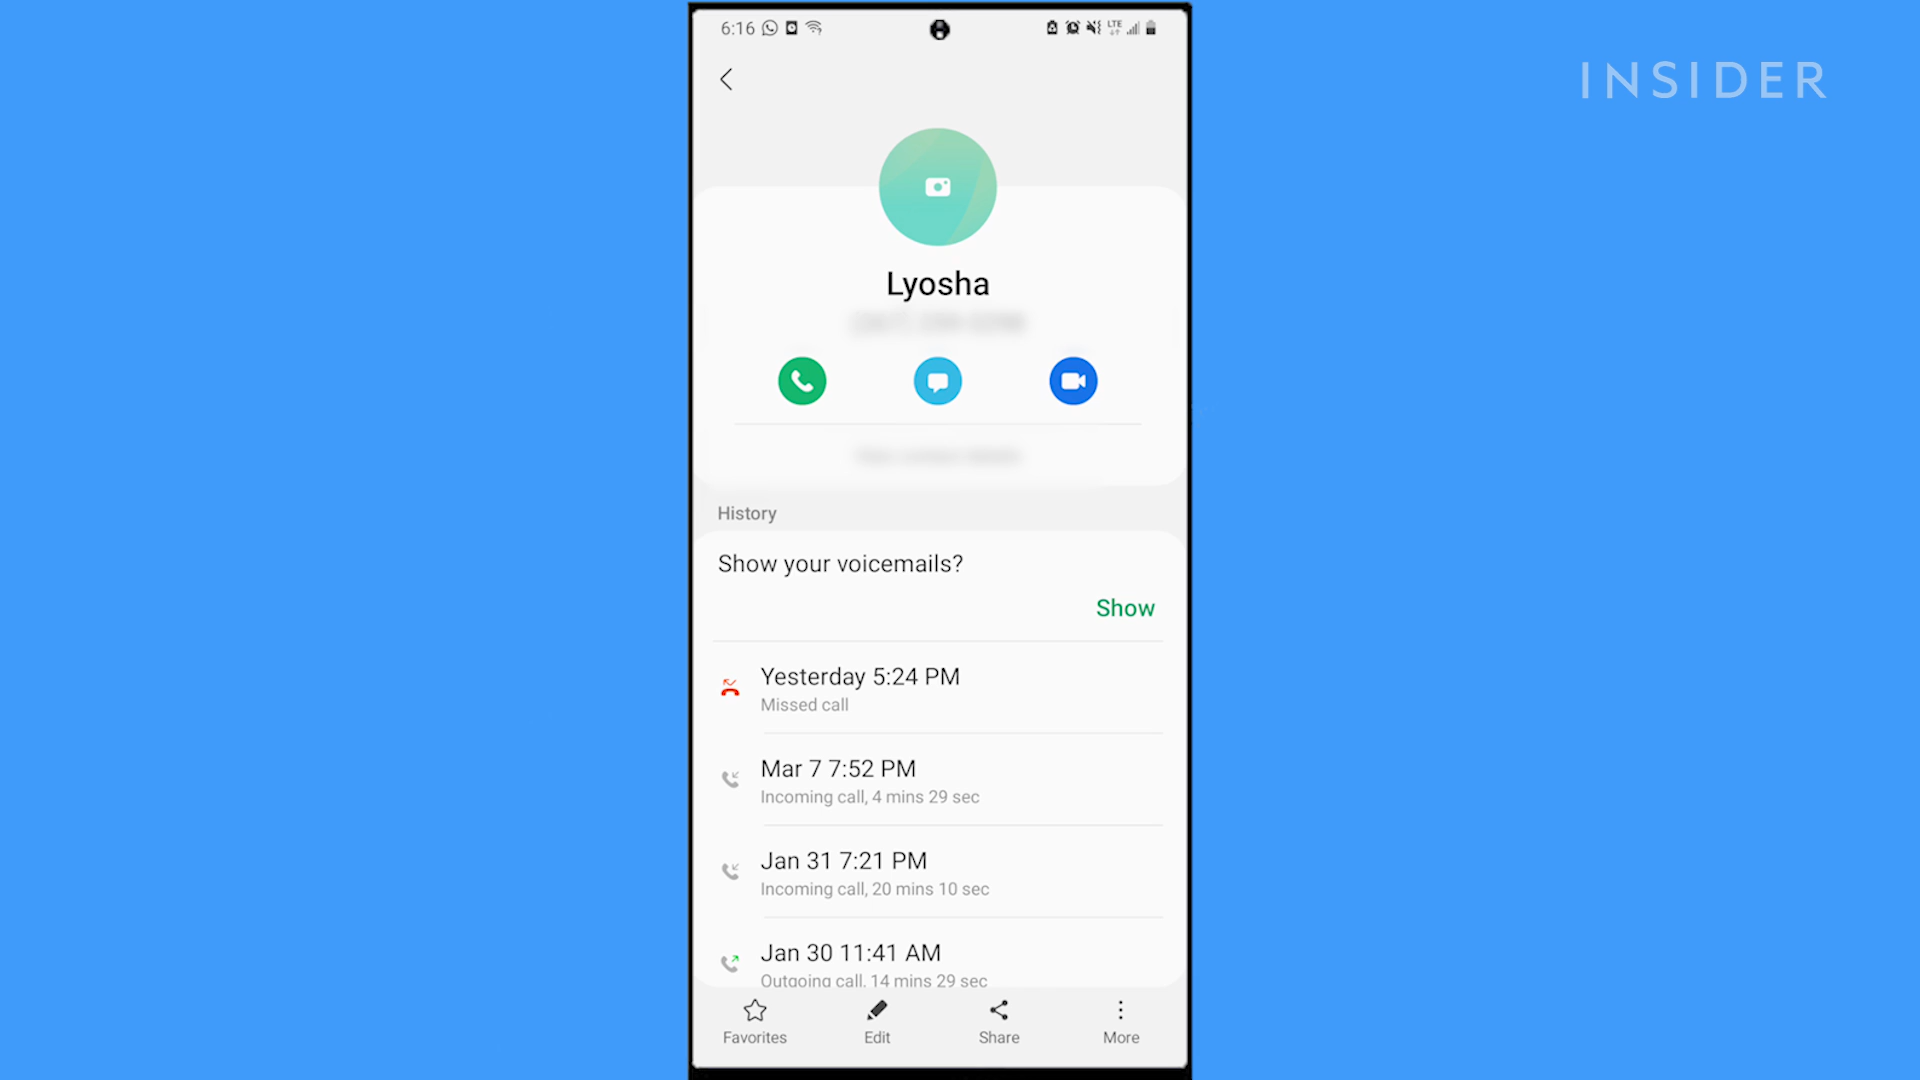 6:16
LTE
INSIDER
Lyosha
History
Show your voicemails?
Show
Yesterday 5:24 PM
Missed call
Mar 7 7:52 PM
Incoming call, 4 mins 29 sec
Jan 31 7:21 PM
Incoming call, 20 mins 10 sec
Jan 30 11:41 AM
Outgoing call, 14 mins 29 sec
Favorites
Edit
Share
More